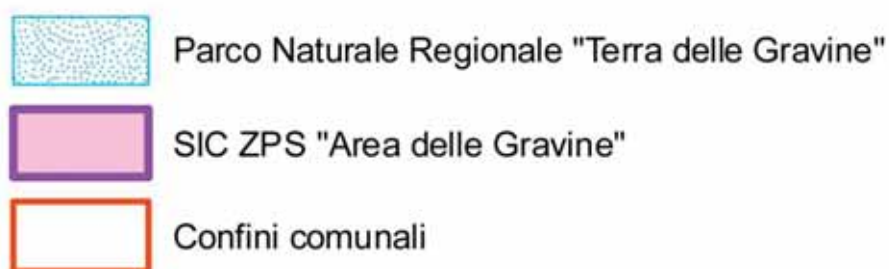 Parco Naturale Regionale "Terra delle Gravine"
SIC ZPS "Area delle Gravine"
Confini comunali